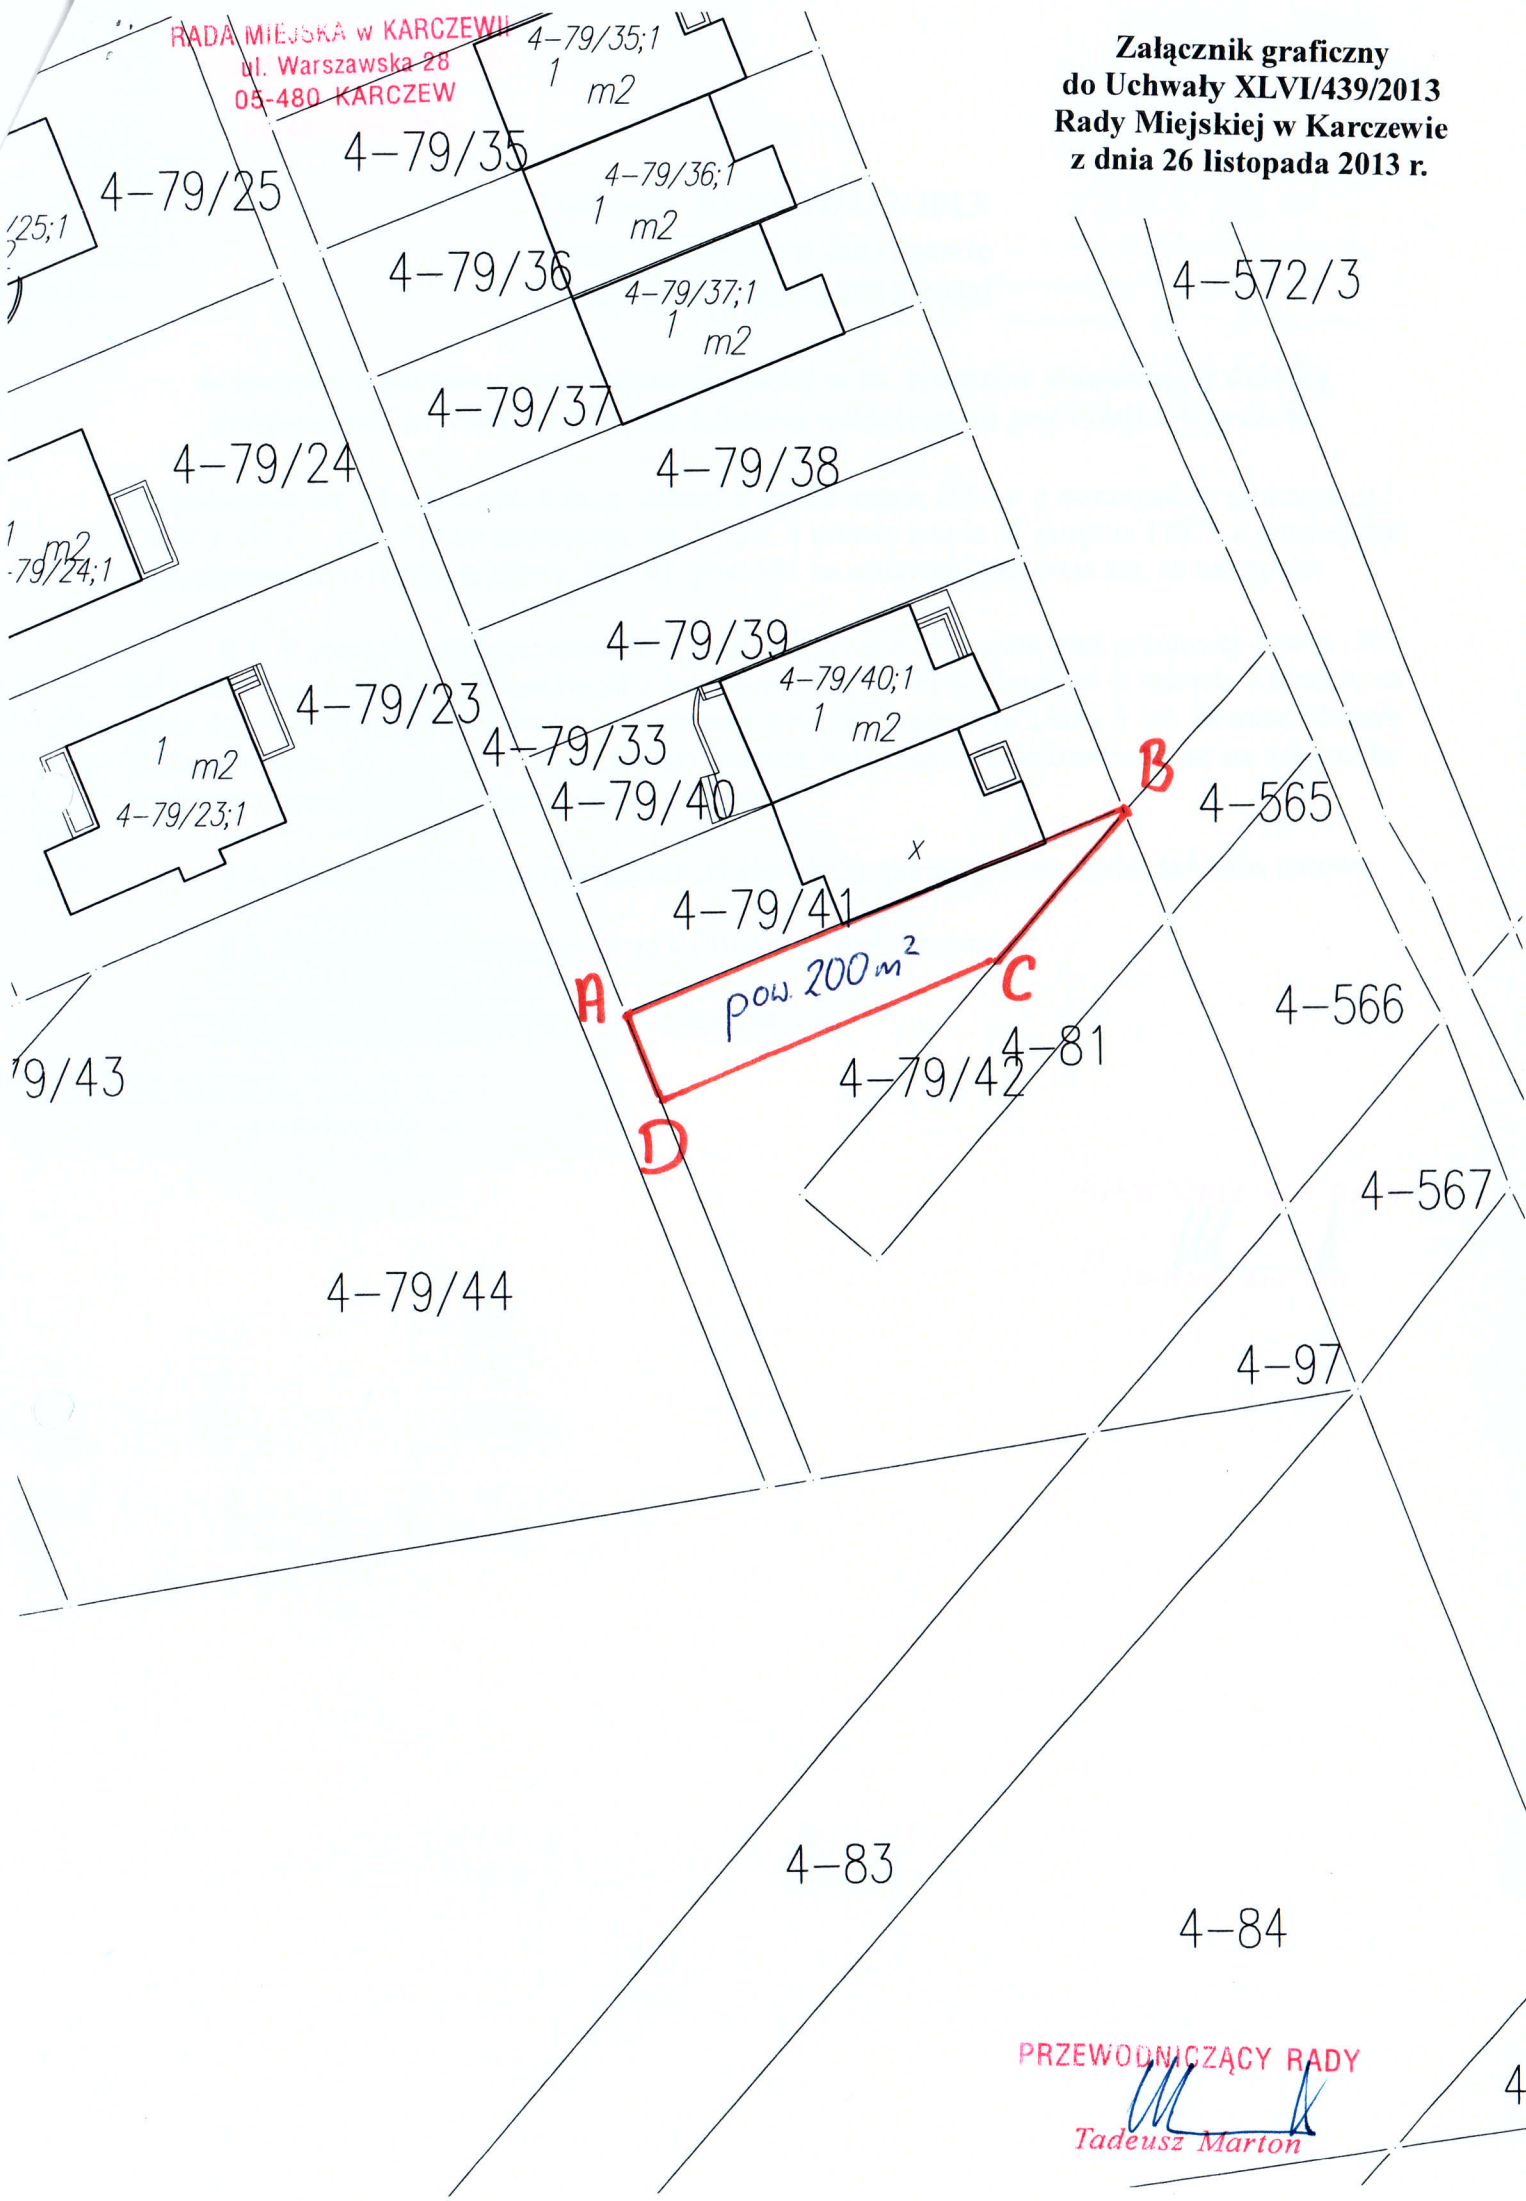 RADA MIEJSKA w KARCZEWII
ul. Warszawska 28
05-480 KARCZEW
Załącznik graficzny
do Uchwały XLVI/439/2013
Rady Miejskiej w Karczewie
z dnia 26 listopada 2013 r.
4-79/35;1
1 m2
4-79/35
4-79/36;1
1 m2
4-79/25
/25;1
4-79/36
4-79/37;1
1 m2
4-572/3
4-79/37
4-79/24
4-79/38
1 m2
-79/24;1
4-79/39
4-79/40;1
1 m2
4-79/23
1 m2
4-79/23;1
4-79/33
4-79/40
B
4-565
x
4-79/41
A
pow. 200 m²
C
4-566
4-81
4-79/42
79/43
D
4-567
4-79/44
4-97
4-83
4-84
PRZEWODNICZĄCY RADY
Tadeusz Marton
4